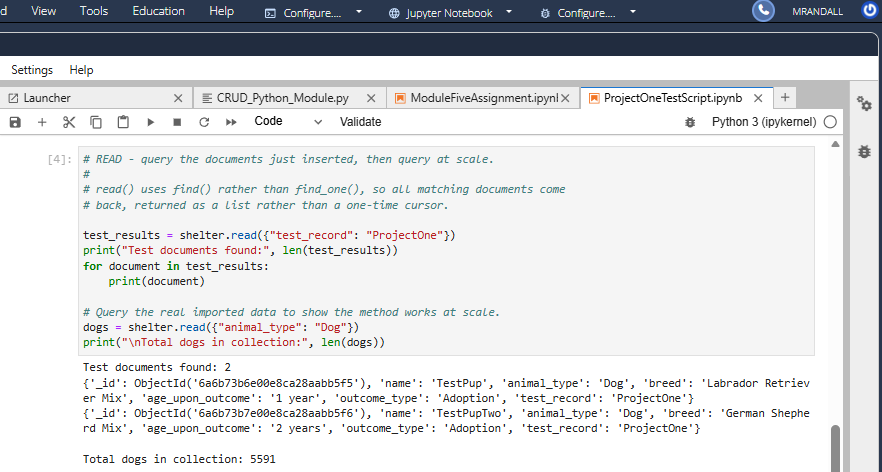 d View Tools Education Help Configure.... Jupyter Notebook Configure.... MRANDALL
Settings Help
Launcher CRUD_Python_Module.py ModuleFiveAssignment.ipynl ProjectOneTestScript.ipynb
Code Validate Python 3 (ipykernel)
[4]: # READ - query the documents just inserted, then query at scale.
#
# read() uses find() rather than find_one(), so all matching documents come
# back, returned as a list rather than a one-time cursor.
test_results = shelter.read({"test_record": "ProjectOne"})
print("Test documents found:", len(test_results))
for document in test_results:
    print(document)
# Query the real imported data to show the method works at scale.
dogs = shelter.read({"animal_type": "Dog"})
print("\nTotal dogs in collection:", len(dogs))
Test documents found: 2
{'_id': ObjectId('6a6b73b6e00e8ca28aabb5f5'), 'name': 'TestPup', 'animal_type': 'Dog', 'breed': 'Labrador Retriev
er Mix', 'age_upon_outcome': '1 year', 'outcome_type': 'Adoption', 'test_record': 'ProjectOne'}
{'_id': ObjectId('6a6b73b7e00e8ca28aabb5f6'), 'name': 'TestPupTwo', 'animal_type': 'Dog', 'breed': 'German Shephe
rd Mix', 'age_upon_outcome': '2 years', 'outcome_type': 'Adoption', 'test_record': 'ProjectOne'}
Total dogs in collection: 5591